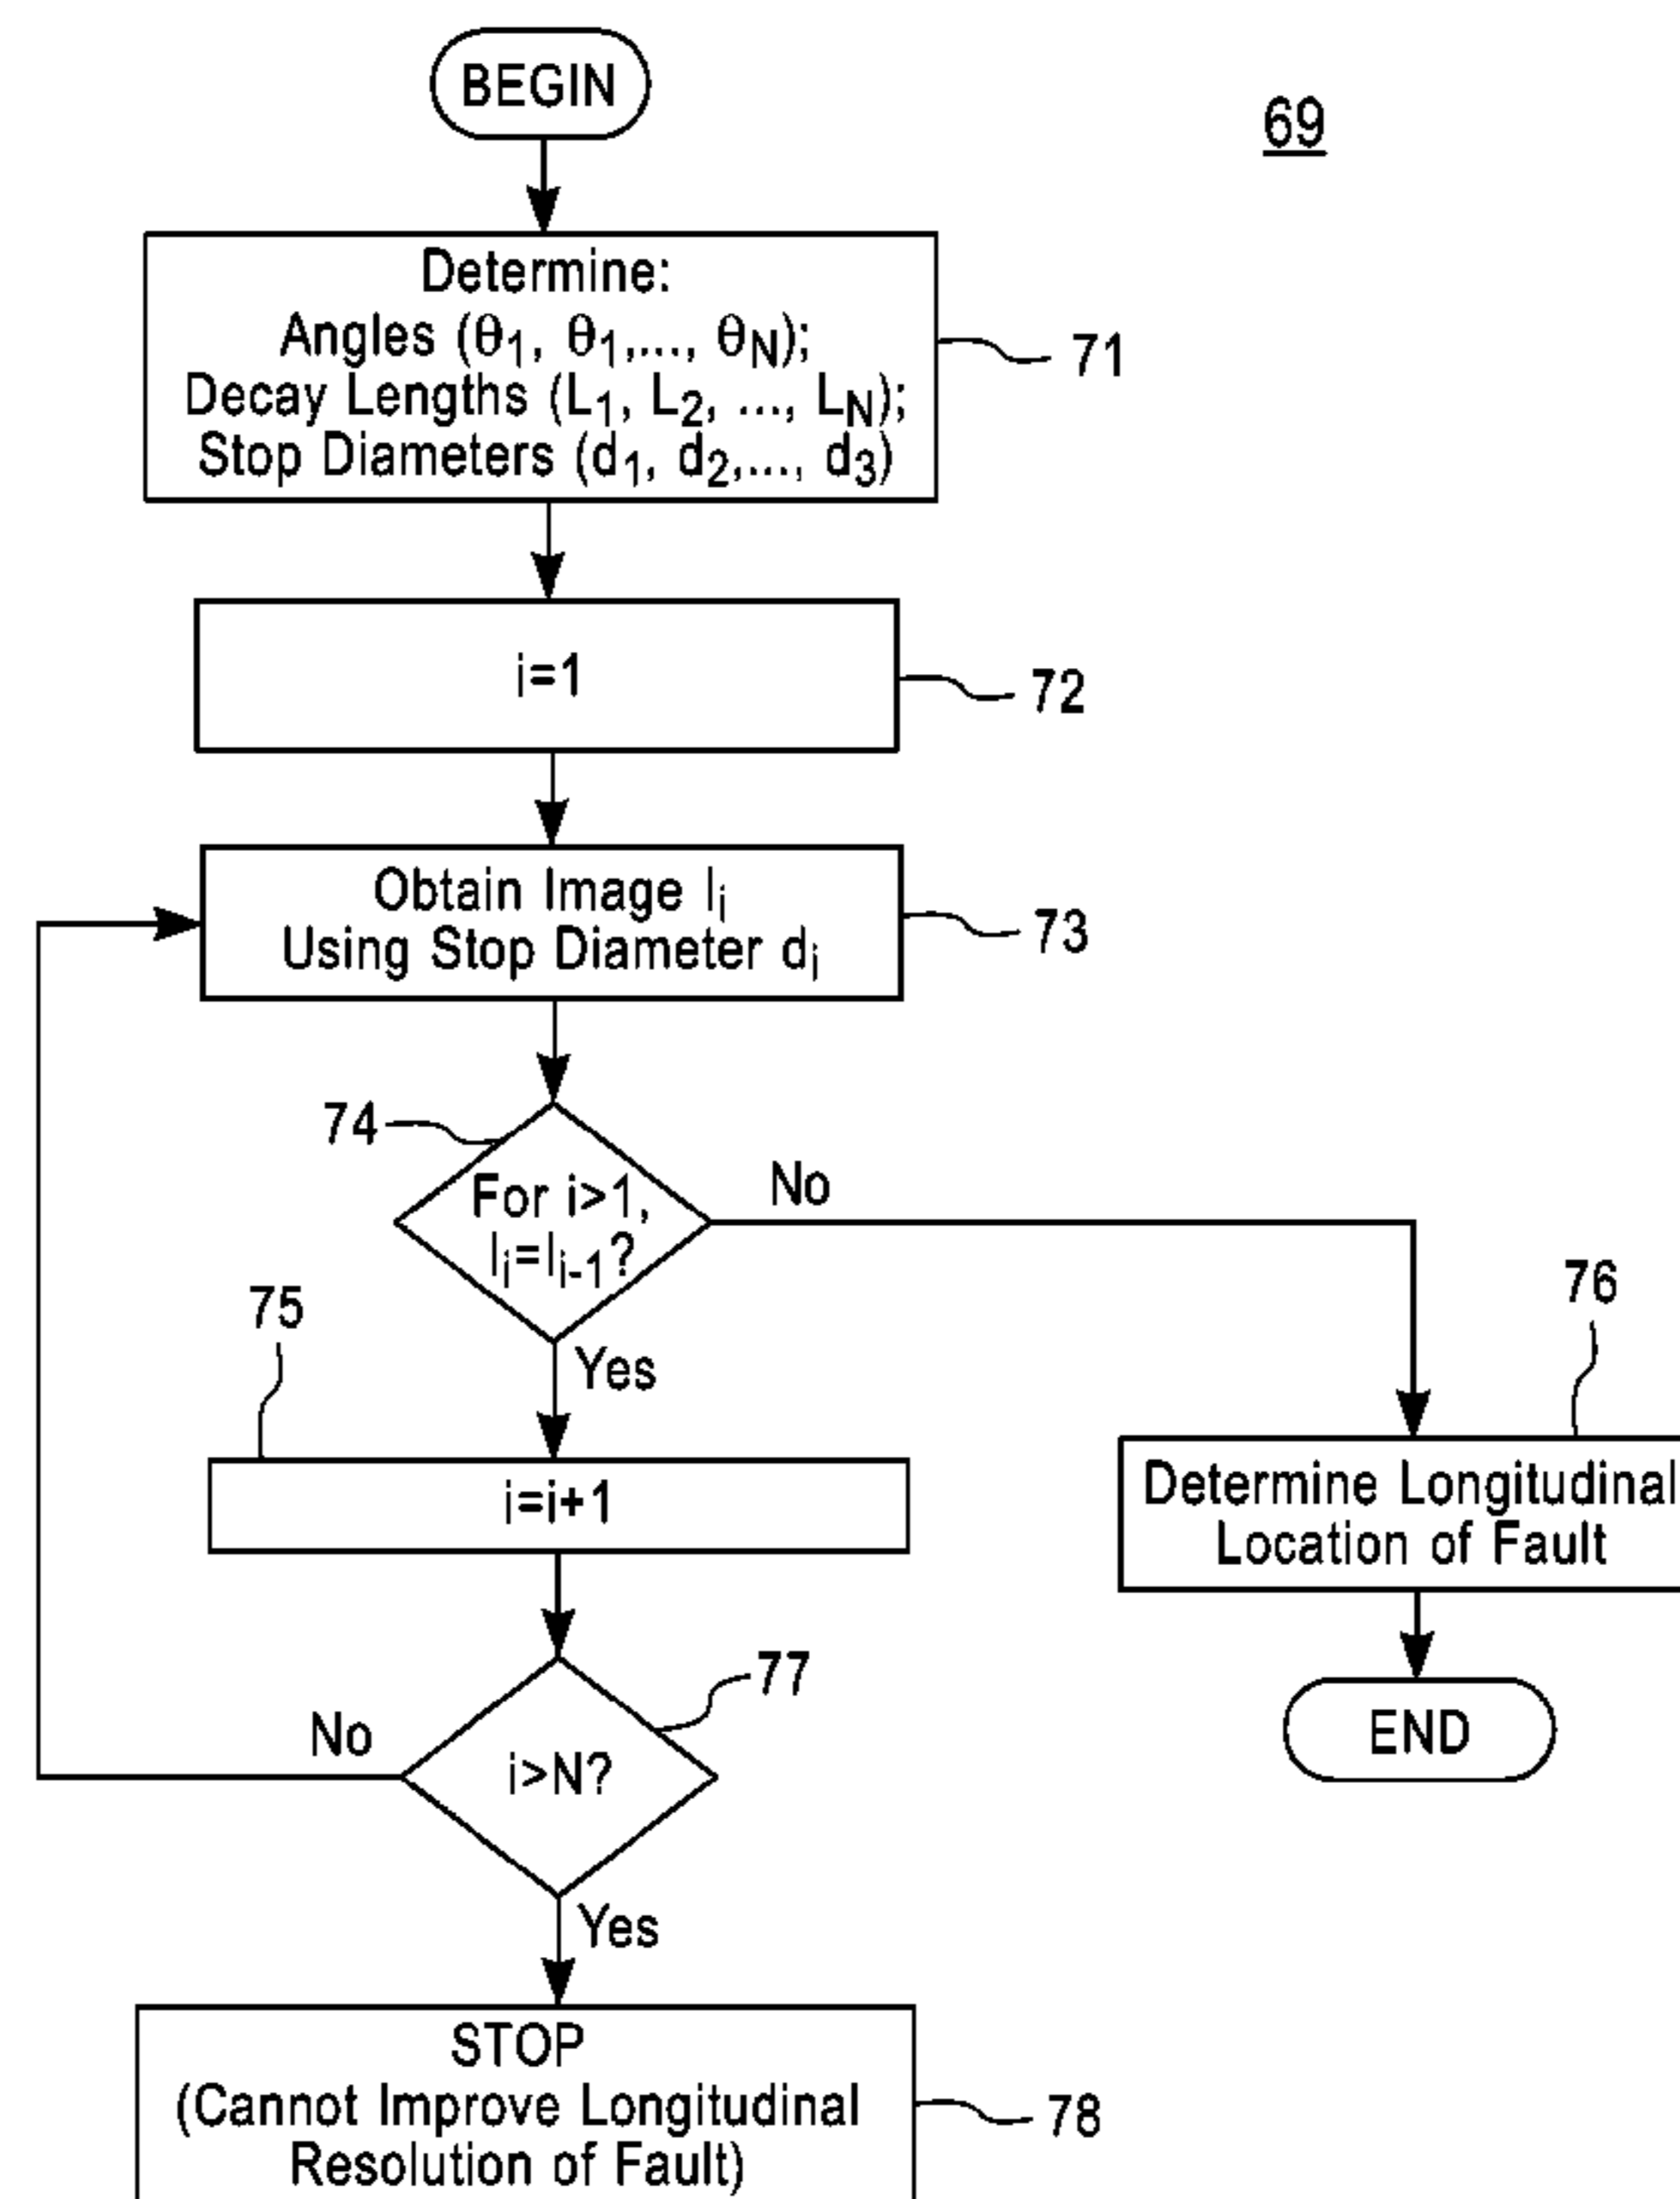 BEGIN
69
Determine:
Angles (θ1, θ1,..., θN);
Decay Lengths (L1, L2, ..., LN);
Stop Diameters (d1, d2,..., d3)
71
i=1
72
Obtain Image Ii
Using Stop Diameter di
73
74
For i>1,
Ii=Ii-1?
No
Yes
75
i=i+1
76
Determine Longitudinal
Location of Fault
END
77
i>N?
No
Yes
STOP
(Cannot Improve Longitudinal
Resolution of Fault)
78